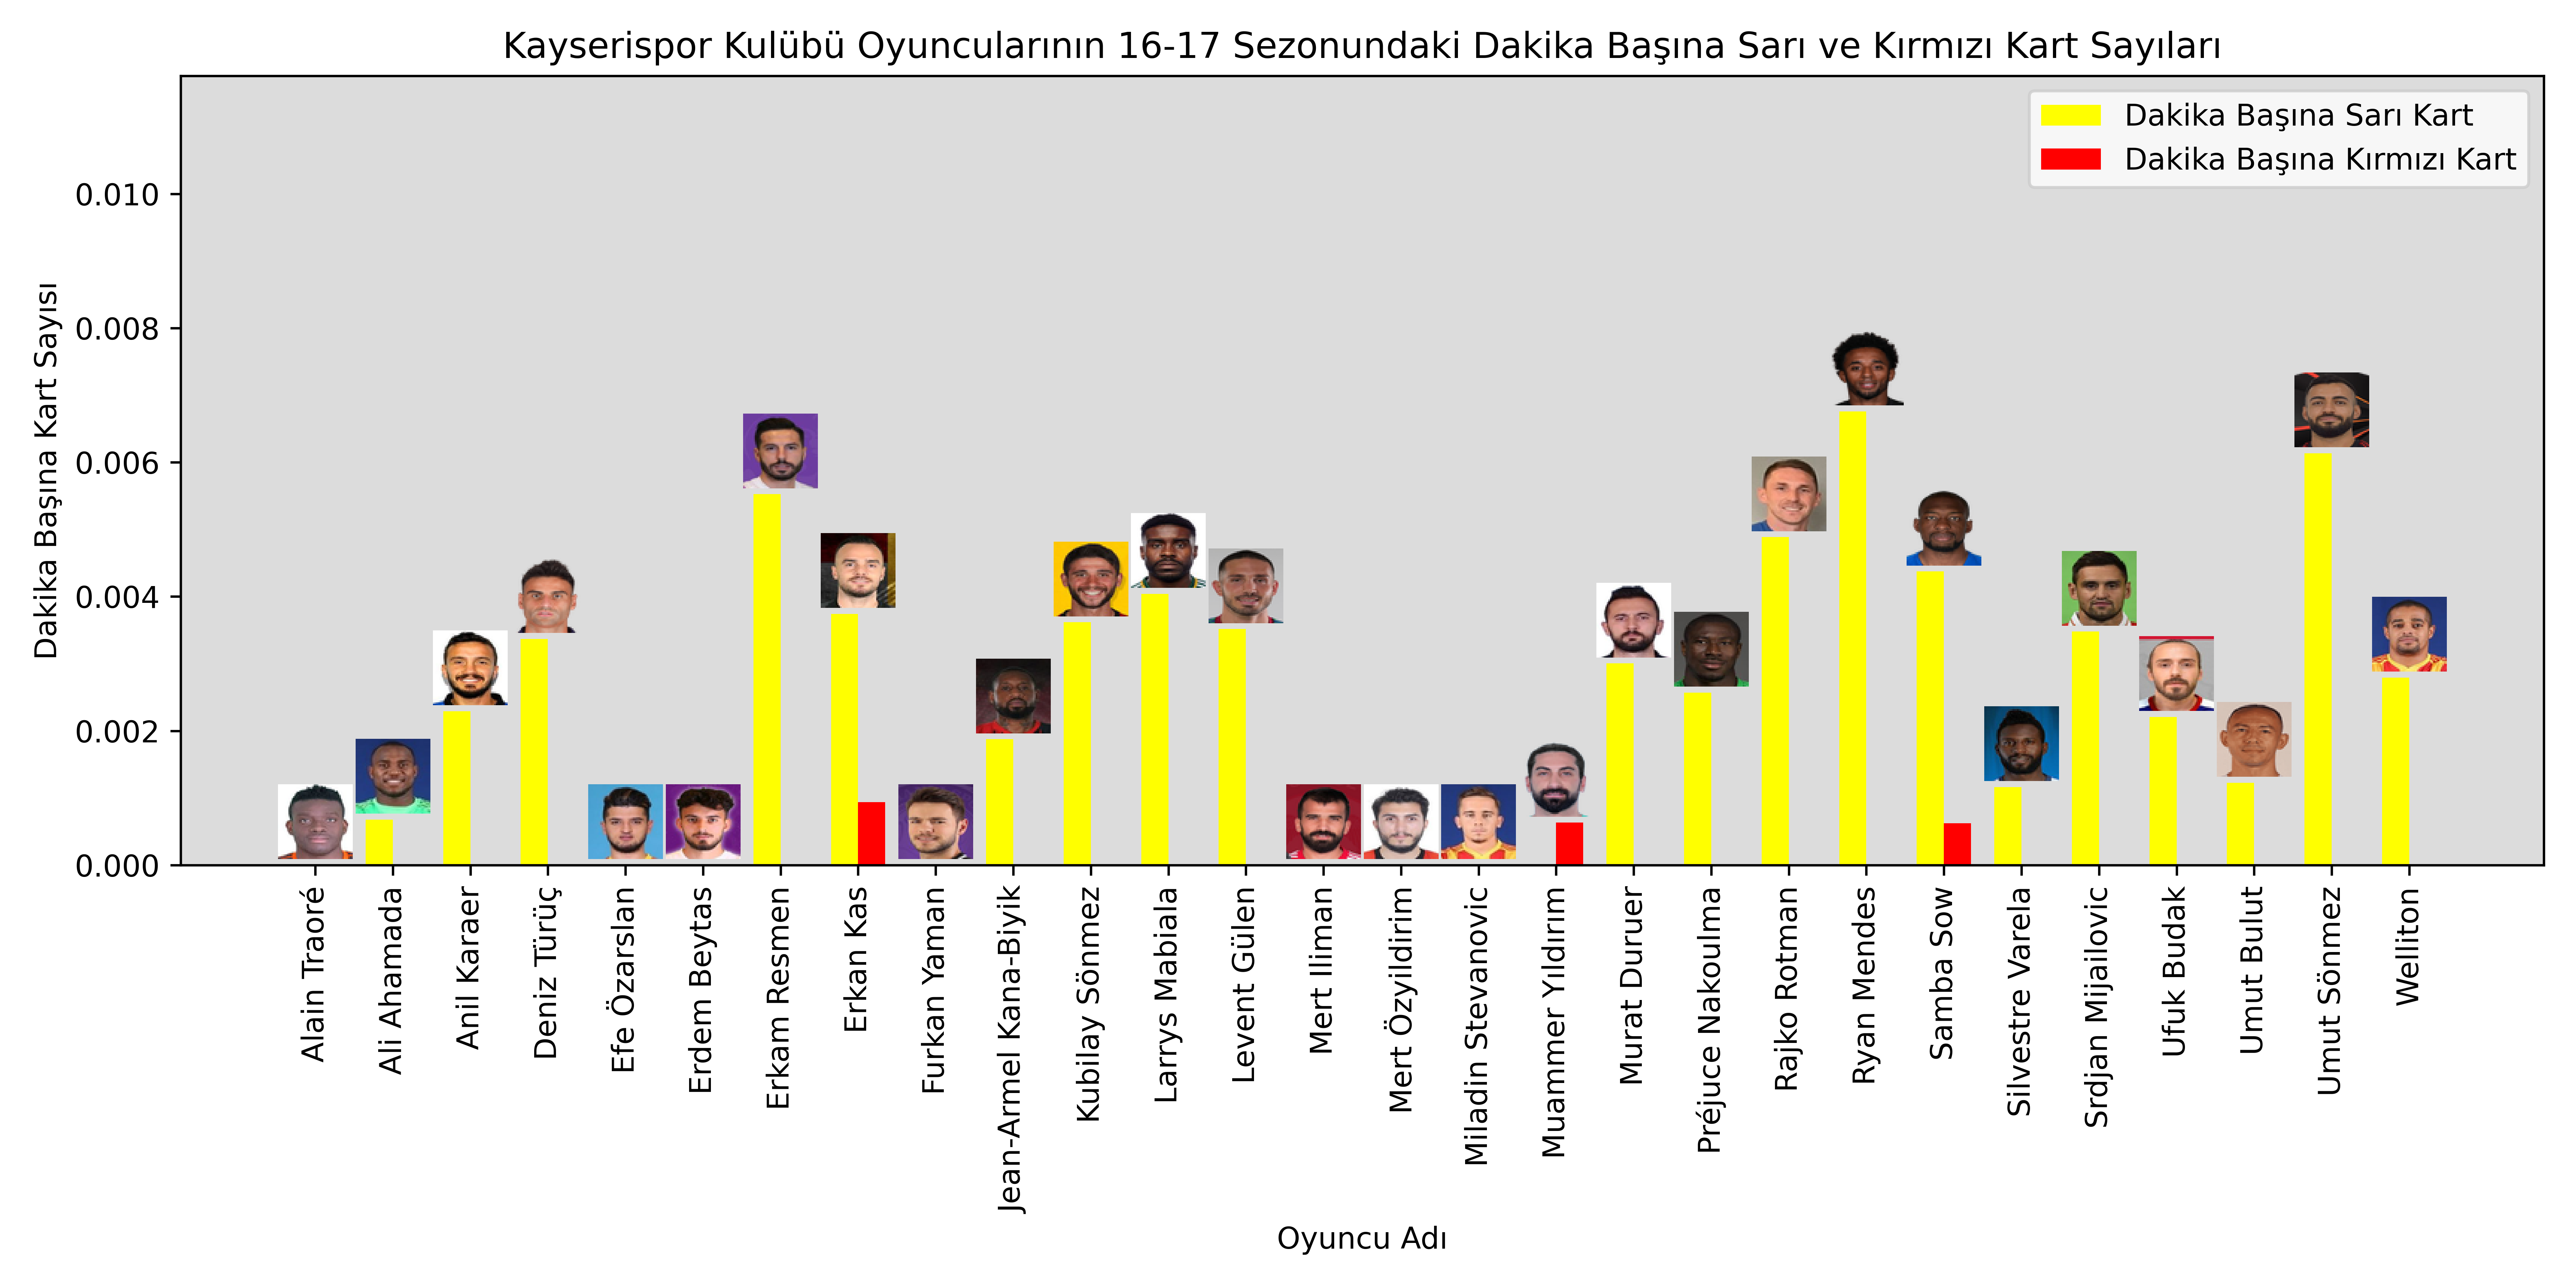 Kayserispor Kulübü Oyuncularının 16-17 Sezonundaki Dakika Başına Sarı ve Kırmızı Kart Sayıları
Dakika Başına Sarı Kart
Dakika Başına Kırmızı Kart
Dakika Başına Kart Sayısı
0.010
0.008
0.006
0.004
0.002
0.000
Alain Traoré
Ali Ahamada
Anil Karaer
Deniz Türüç
Efe Özarslan
Erdem Beytas
Erkam Resmen
Erkan Kas
Furkan Yaman
Jean-Armel Kana-Biyik
Kubilay Sönmez
Larrys Mabiala
Levent Gülen
Mert Iliman
Mert Özyildirim
Miladin Stevanovic
Muammer Yıldırım
Murat Duruer
Préjuce Nakoulma
Rajko Rotman
Ryan Mendes
Samba Sow
Silvestre Varela
Srdjan Mijailovic
Ufuk Budak
Umut Bulut
Umut Sönmez
Welliton
Oyuncu Adı